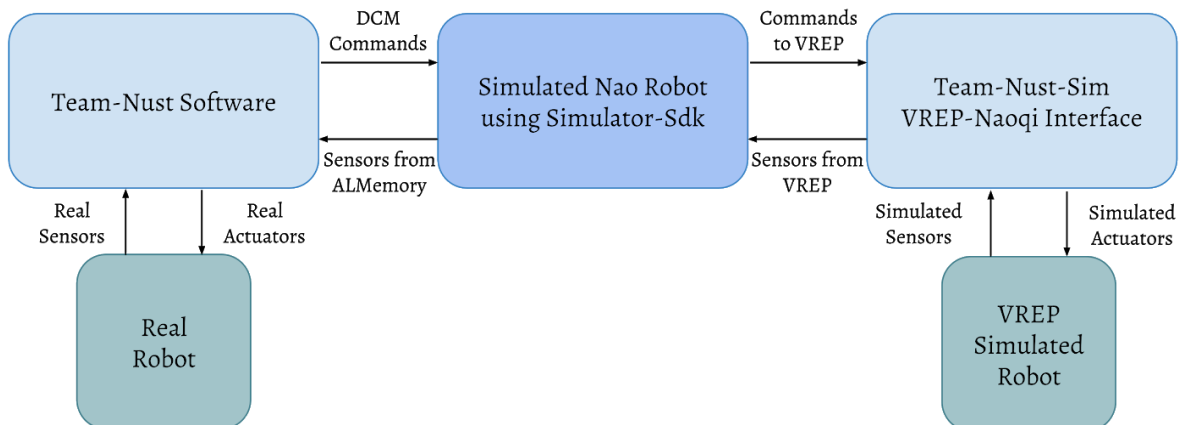 DCM
Commands
Commands
to VREP
Team-Nust Software
Simulated Nao Robot
using Simulator-Sdk
Team-Nust-Sim
VREP-Naoqi Interface
Sensors from
ALMemory
Sensors from
VREP
Real
Sensors
Real
Actuators
Simulated
Sensors
Simulated
Actuators
Real
Robot
VREP
Simulated
Robot